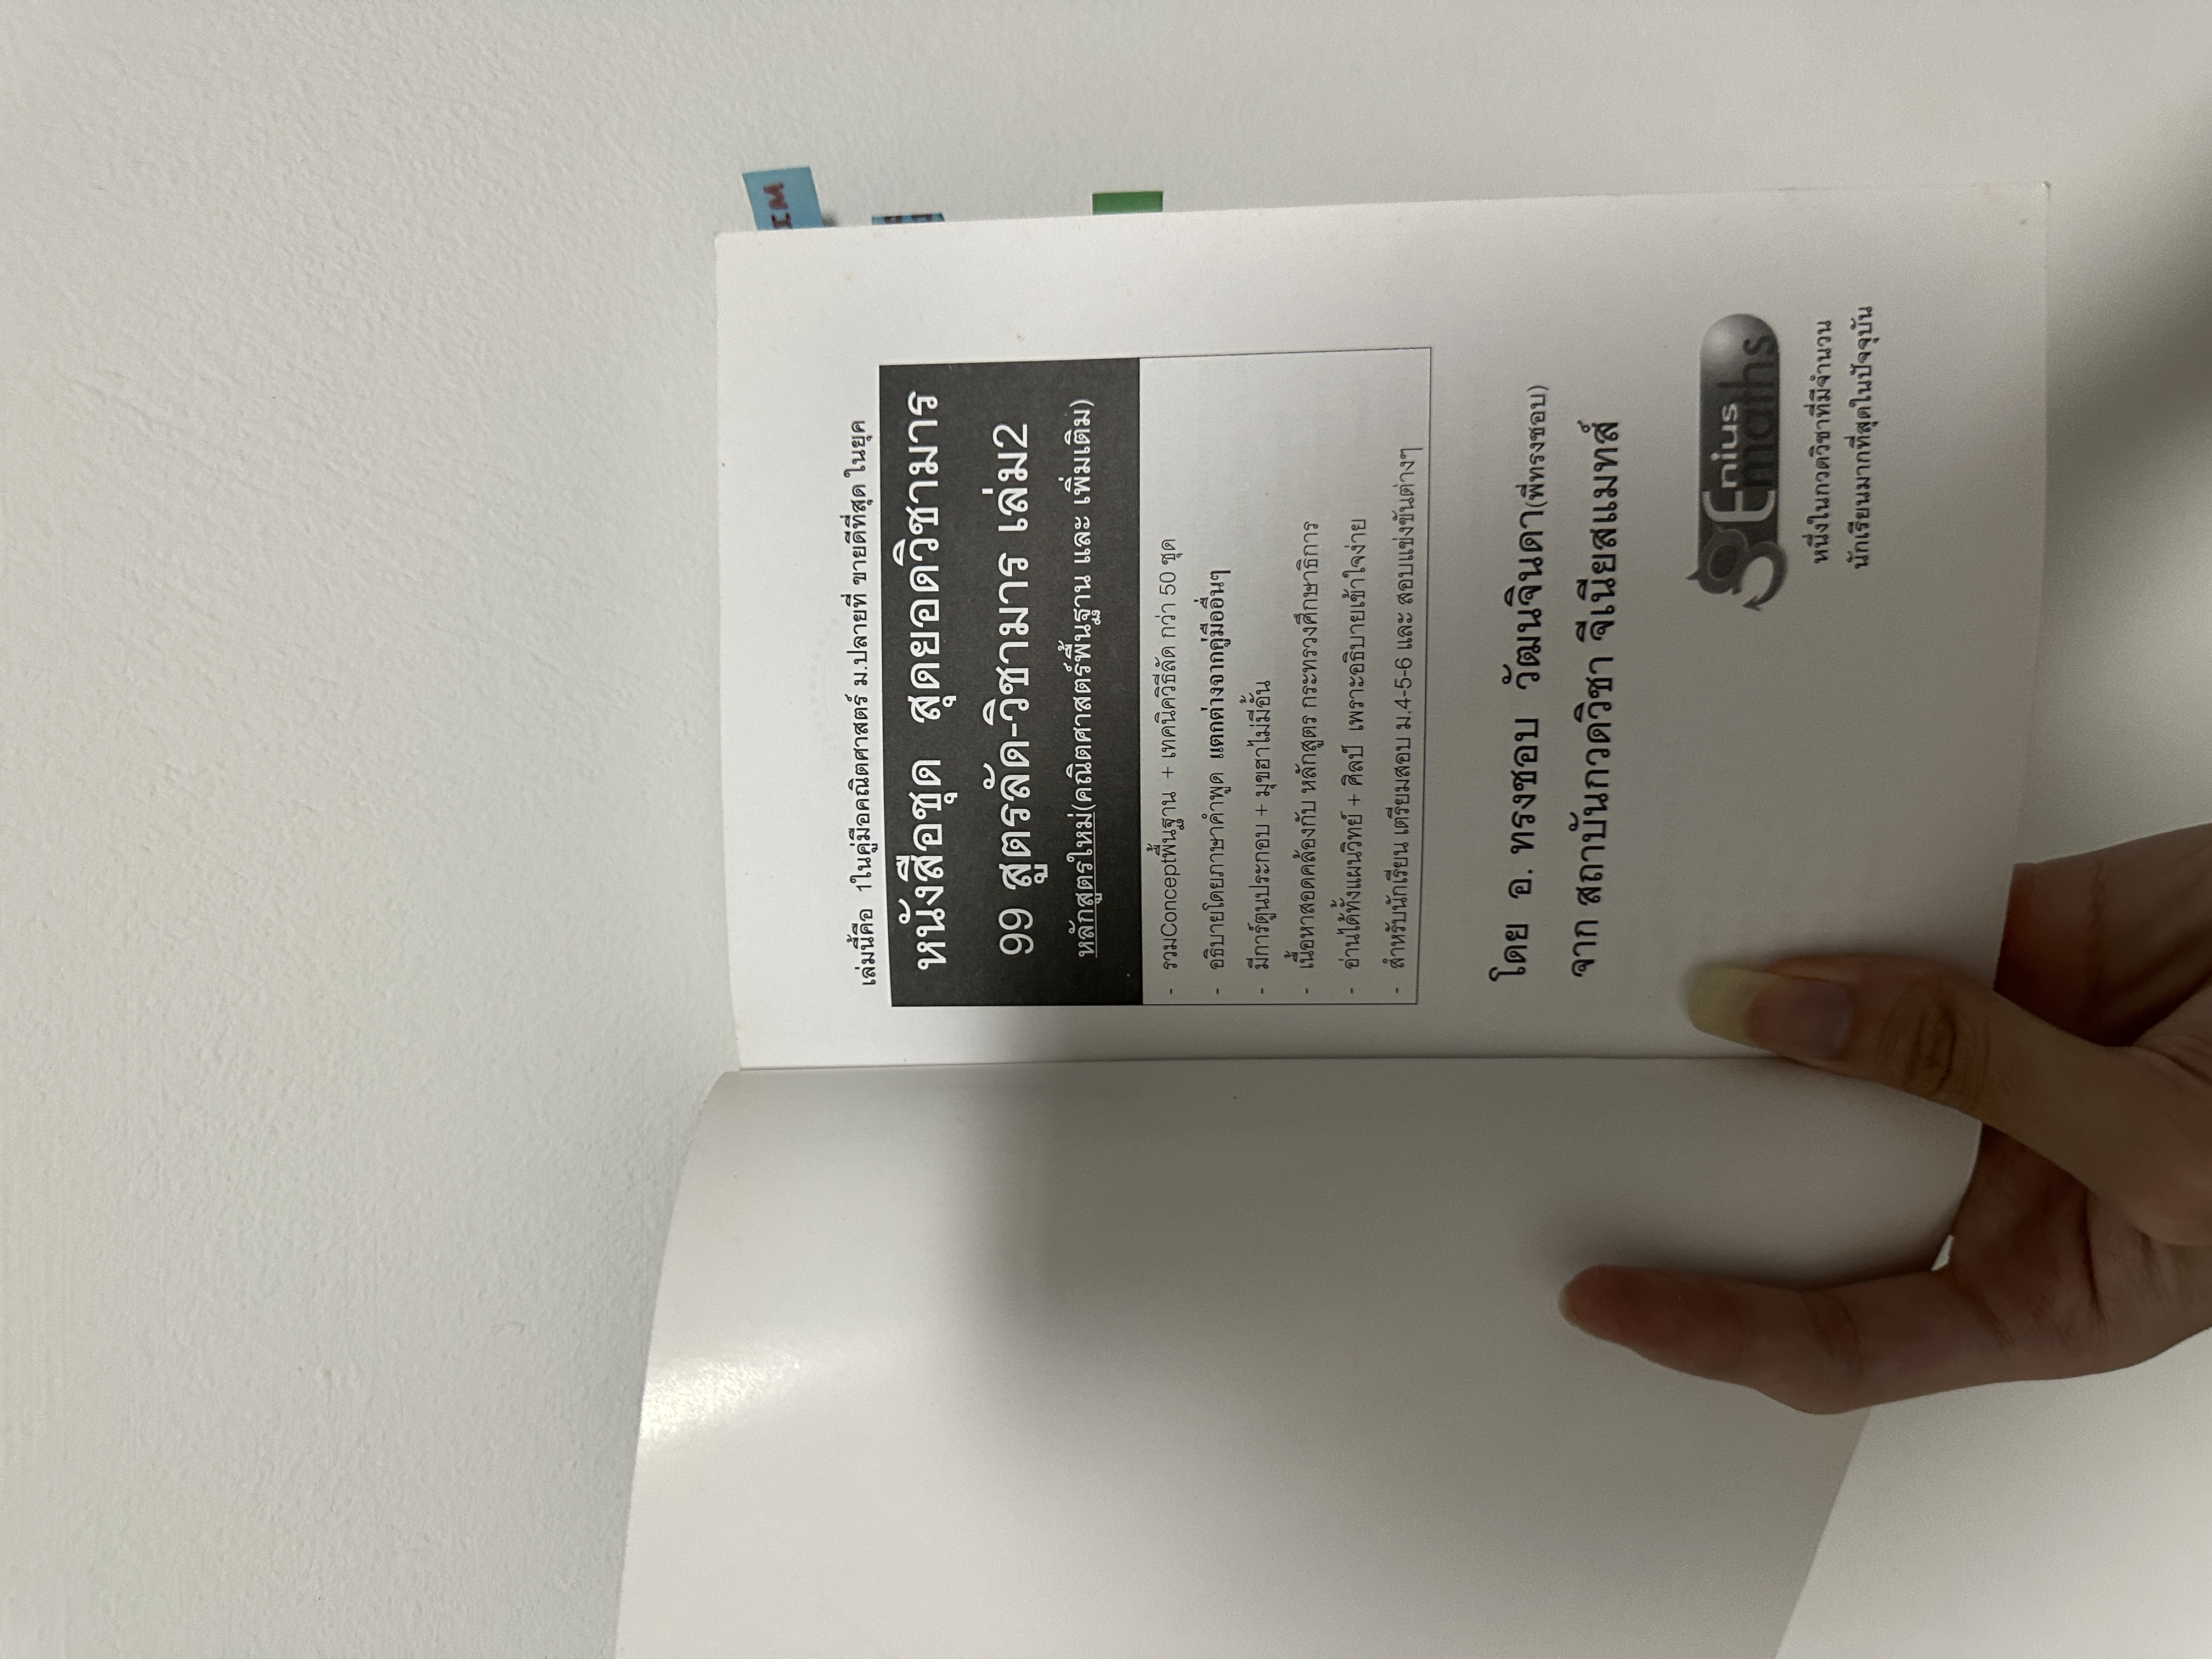 เล่มนี้คือ 1ในคู่มือคณิตศาสตร์ ม.ปลายที่ ขายดีที่สุด ในยุค
หนังสือชุด สุดยอดวิชามาร
99 สูตรลัด-วิชามาร เล่ม2
หลักสูตรใหม่(คณิตศาสตร์พื้นฐาน และ เพิ่มเติม)
- รวมConceptพื้นฐาน + เทคนิควิธีลัด กว่า 50 ชุด
- อธิบายโดยภาษาคำพูด แตกต่างจากคู่มืออื่นๆ
- มีการ์ตูนประกอบ + มุขฮาไม่มีอั้น
- เนื้อหาสอดคล้องกับ หลักสูตร กระทรวงศึกษาธิการ
- อ่านได้ทั้งแผนวิทย์ + ศิลป์ เพราะอธิบายเข้าใจง่าย
- สำหรับนักเรียน เตรียมสอบ ม.4-5-6 และ สอบแข่งขันต่างๆ
โดย อ. ทรงชอบ วัฒนจินดา(พี่ทรงชอบ)
จาก สถาบันกวดวิชา จีเนียสแมทส์
gEnius
maths
หนึ่งในกวดวิชาที่มีจำนวน
นักเรียนมากที่สุดในปัจจุบัน